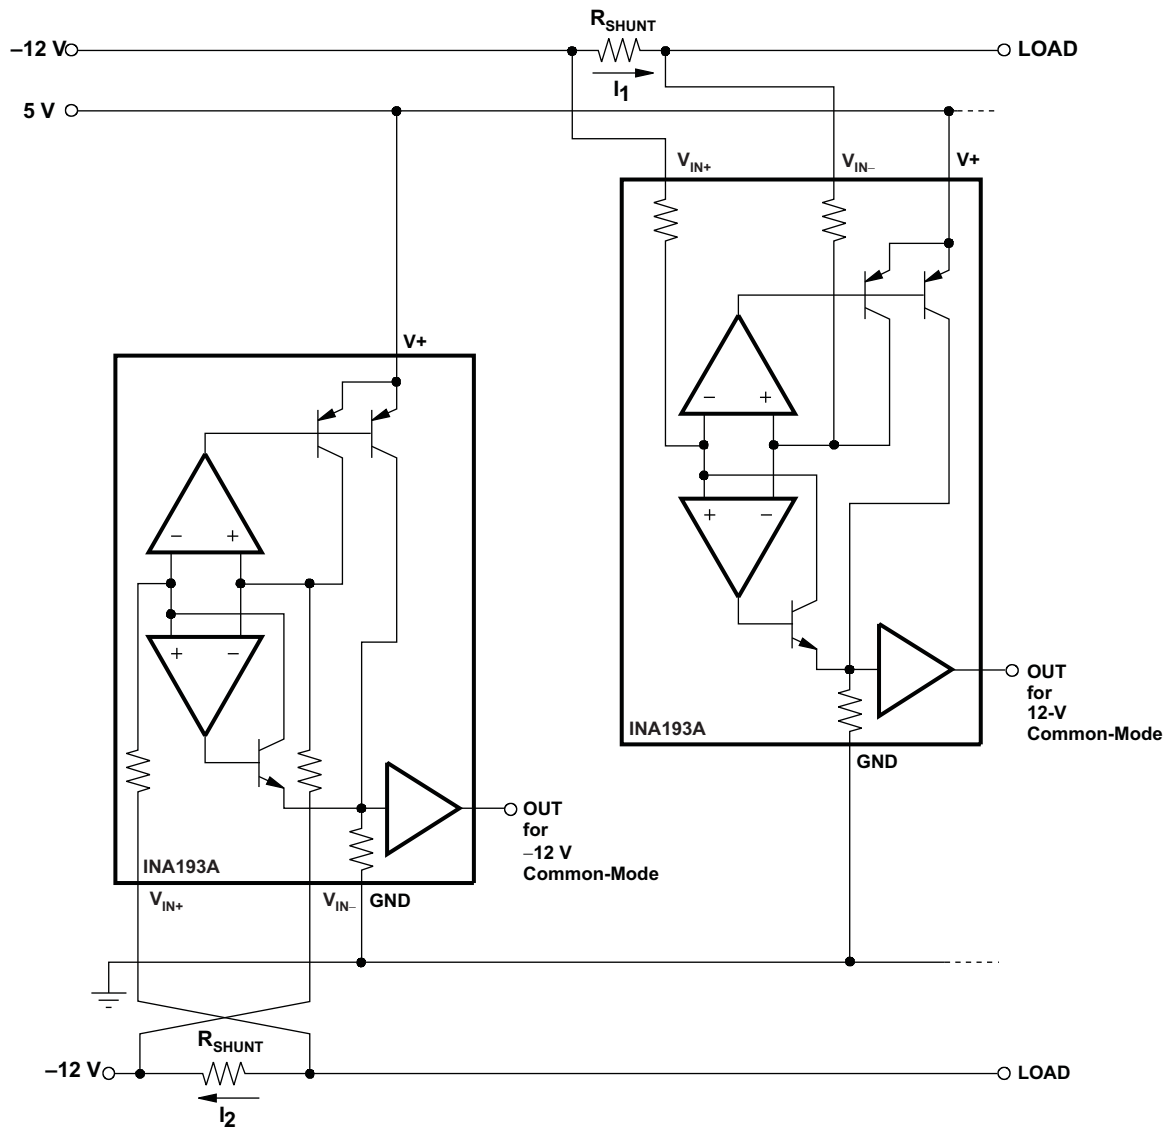 R_SHUNT
–12 V
LOAD
I_1
5 V
V_IN+
V_IN–
V+
V+
–
+
+
–
–
+
+
–
OUT
for
12-V
Common-Mode
INA193A
GND
OUT
for
–12 V
Common-Mode
INA193A
V_IN+
V_IN–
GND
R_SHUNT
–12 V
LOAD
I_2